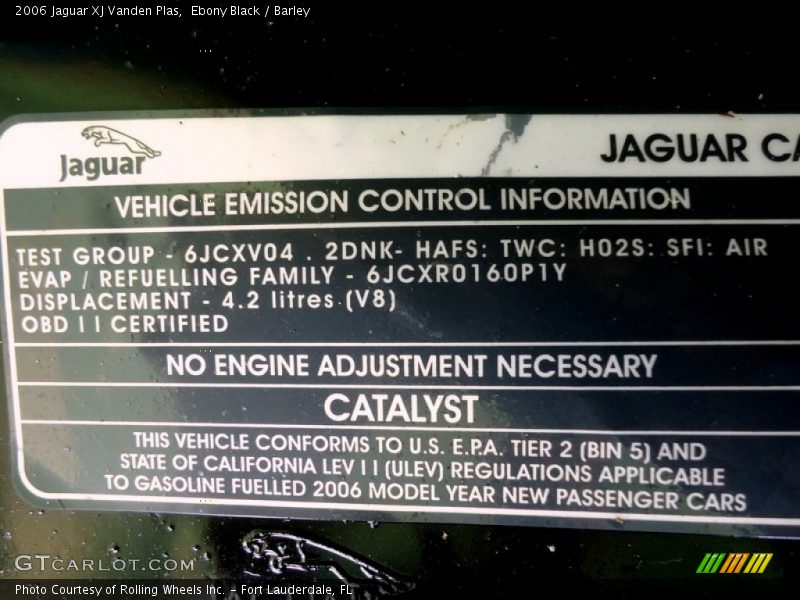 2006 Jaguar XJ Vanden Plas, Ebony Black / Barley
Jaguar
JAGUAR CA
VEHICLE EMISSION CONTROL INFORMATION
TEST GROUP - 6JCXV04 . 2DNK- HAFS: TWC: H02S: SFI: AIR
EVAP / REFUELLING FAMILY - 6JCXR0160P1Y
DISPLACEMENT - 4.2 litres (V8)
OBD II CERTIFIED
NO ENGINE ADJUSTMENT NECESSARY
CATALYST
THIS VEHICLE CONFORMS TO U.S. E.P.A. TIER 2 (BIN 5) AND
STATE OF CALIFORNIA LEV II (ULEV) REGULATIONS APPLICABLE
TO GASOLINE FUELLED 2006 MODEL YEAR NEW PASSENGER CARS
GTCARLOT.COM
Photo Courtesy of Rolling Wheels Inc. - Fort Lauderdale, FL